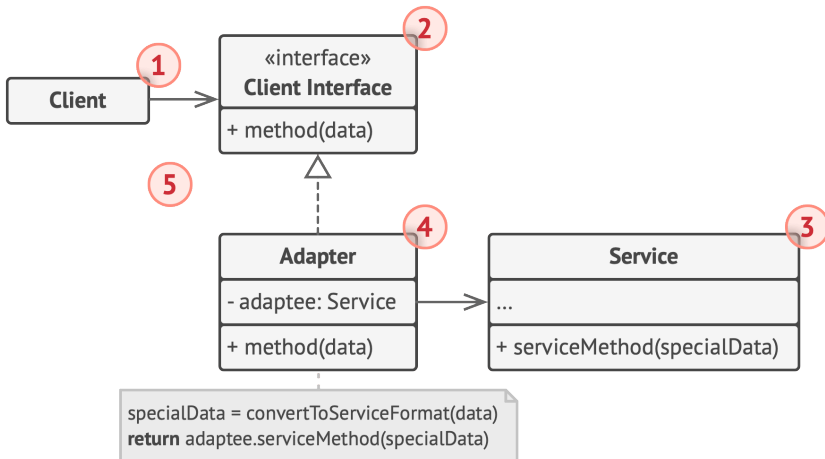 1
2
«interface»
Client Interface
Client
+ method(data)
5
4
3
Adapter
Service
- adaptee: Service
...
+ method(data)
+ serviceMethod(specialData)
specialData = convertToServiceFormat(data)
return adaptee.serviceMethod(specialData)